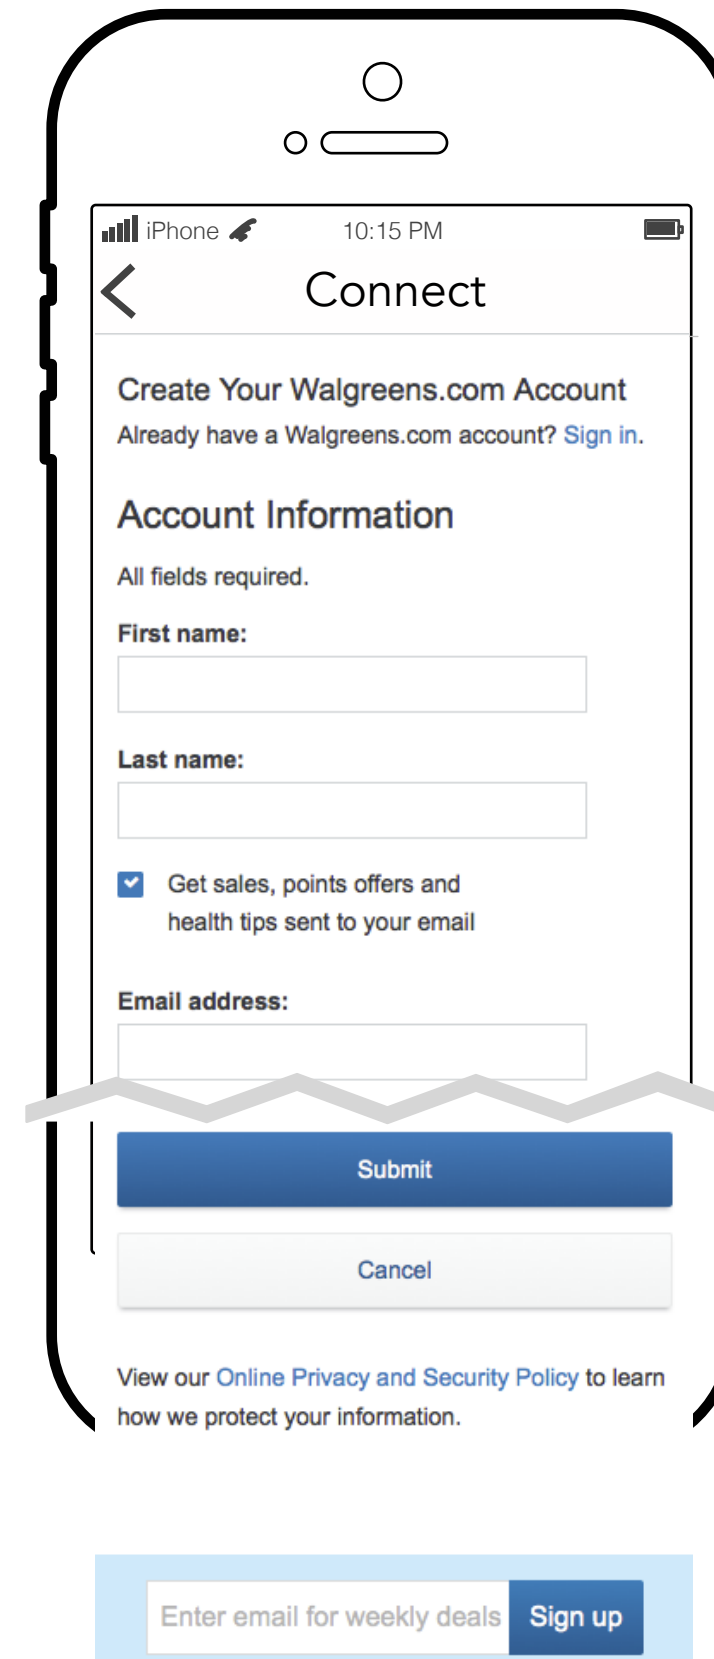 iPhone 10:15 PM
Connect
Create Your Walgreens.com Account
Already have a Walgreens.com account? Sign in.
Account Information
All fields required.
First name:
Last name:
Get sales, points offers and
health tips sent to your email
Email address:
Submit
Cancel
View our Online Privacy and Security Policy to learn
how we protect your information.
Enter email for weekly deals Sign up